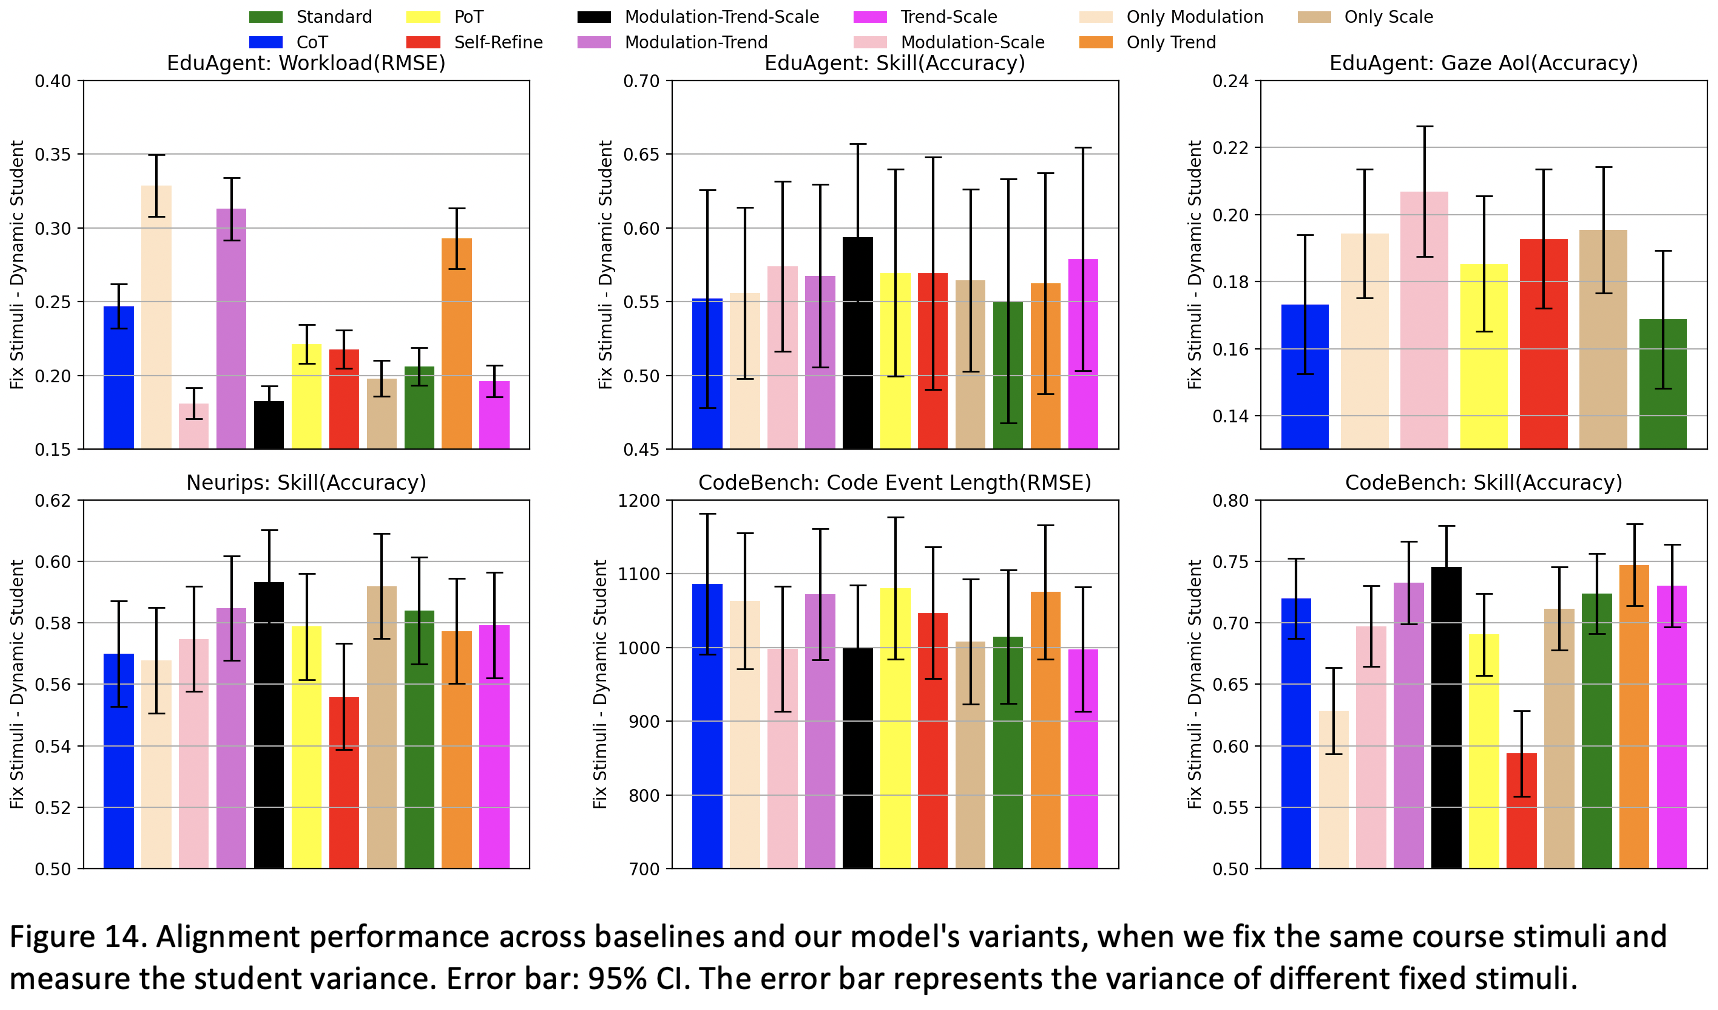 Standard PoT Modulation-Trend-Scale Trend-Scale Only Modulation Only Scale
CoT Self-Refine Modulation-Trend Modulation-Scale Only Trend
EduAgent: Workload(RMSE)
Fix Stimuli - Dynamic Student
0.40
0.35
0.30
0.25
0.20
0.15
EduAgent: Skill(Accuracy)
Fix Stimuli - Dynamic Student
0.70
0.65
0.60
0.55
0.50
0.45
EduAgent: Gaze AoI(Accuracy)
Fix Stimuli - Dynamic Student
0.24
0.22
0.20
0.18
0.16
0.14
Neurips: Skill(Accuracy)
Fix Stimuli - Dynamic Student
0.62
0.60
0.58
0.56
0.54
0.52
0.50
CodeBench: Code Event Length(RMSE)
Fix Stimuli - Dynamic Student
1200
1100
1000
900
800
700
CodeBench: Skill(Accuracy)
Fix Stimuli - Dynamic Student
0.80
0.75
0.70
0.65
0.60
0.55
0.50
Figure 14. Alignment performance across baselines and our model's variants, when we fix the same course stimuli and
measure the student variance. Error bar: 95% CI. The error bar represents the variance of different fixed stimuli.